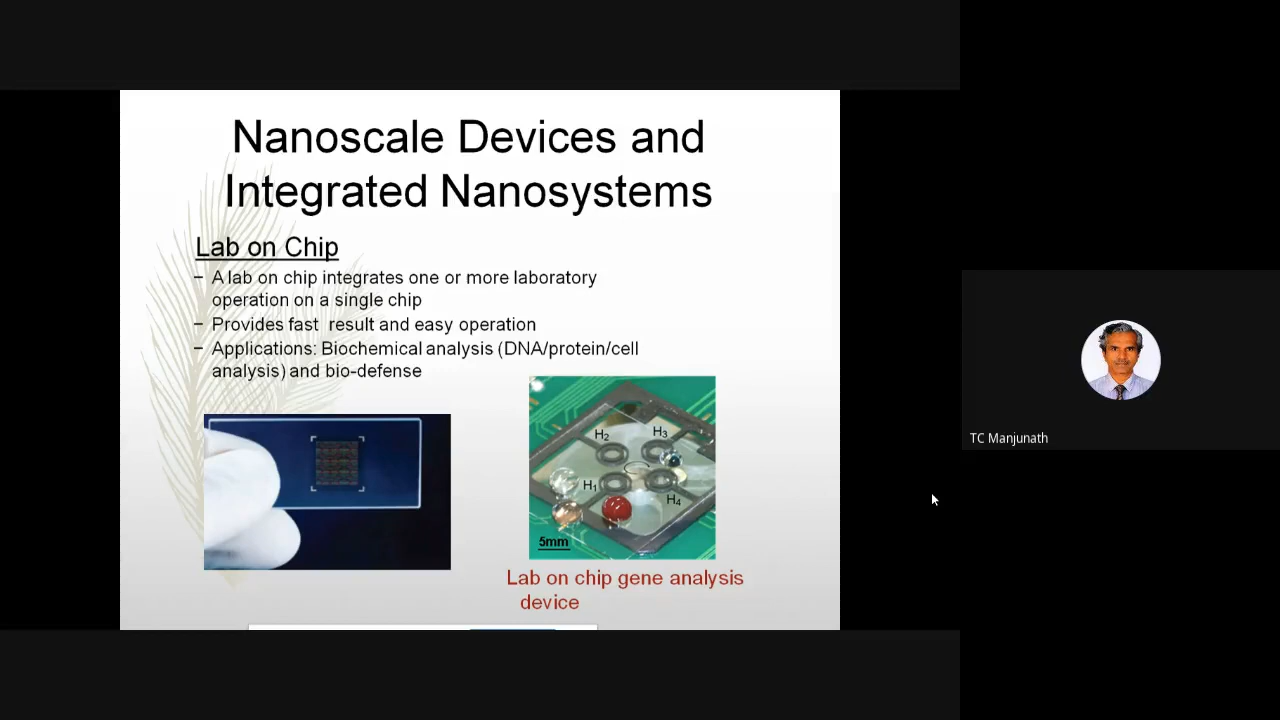 Nanoscale Devices and
Integrated Nanosystems
Lab on Chip
– A lab on chip integrates one or more laboratory
operation on a single chip
– Provides fast result and easy operation
– Applications: Biochemical analysis (DNA/protein/cell
analysis) and bio-defense
H2
H3
H1
H4
5mm
Lab on chip gene analysis
device
TC Manjunath